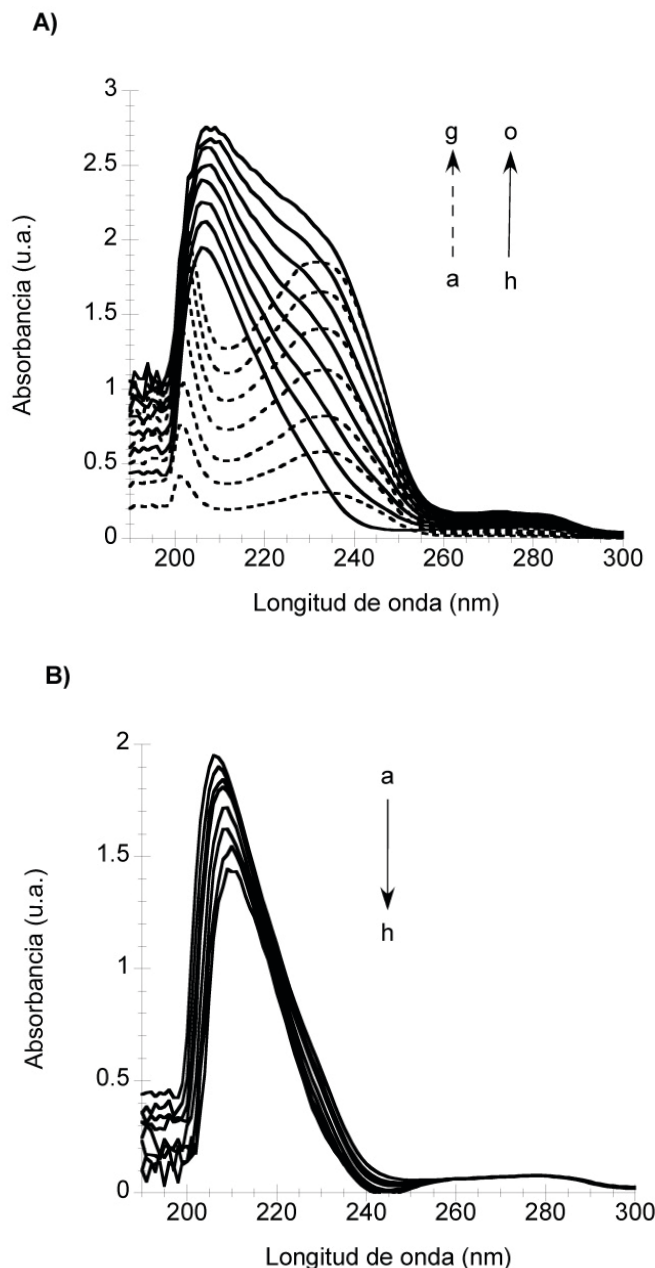 A)
3
g o
2.5
2
a h
1.5
1
0.5
0
200 220 240 260 280 300
Absorbancia (u.a.)
Longitud de onda (nm)
B)
2
a
1.5
h
1
0.5
0
200 220 240 260 280 300
Absorbancia (u.a.)
Longitud de onda (nm)